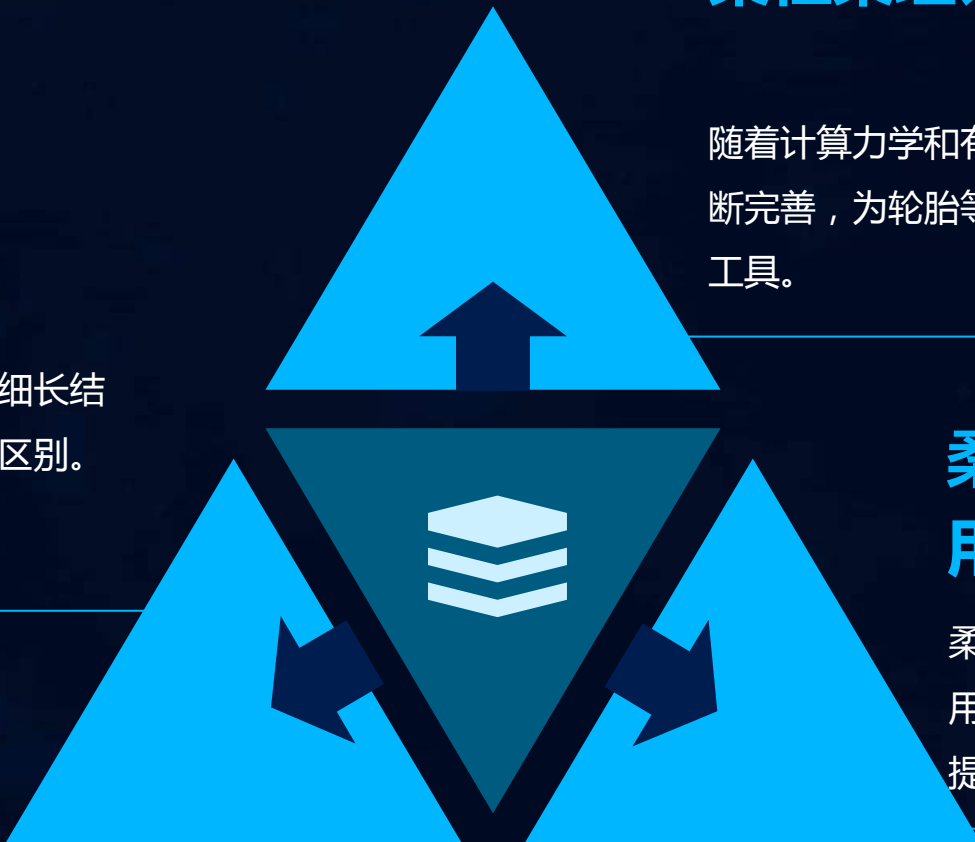 随着计算力学和有
断完善，为轮胎等
工具。
细长结
区别。
柔
用
柔
用
提